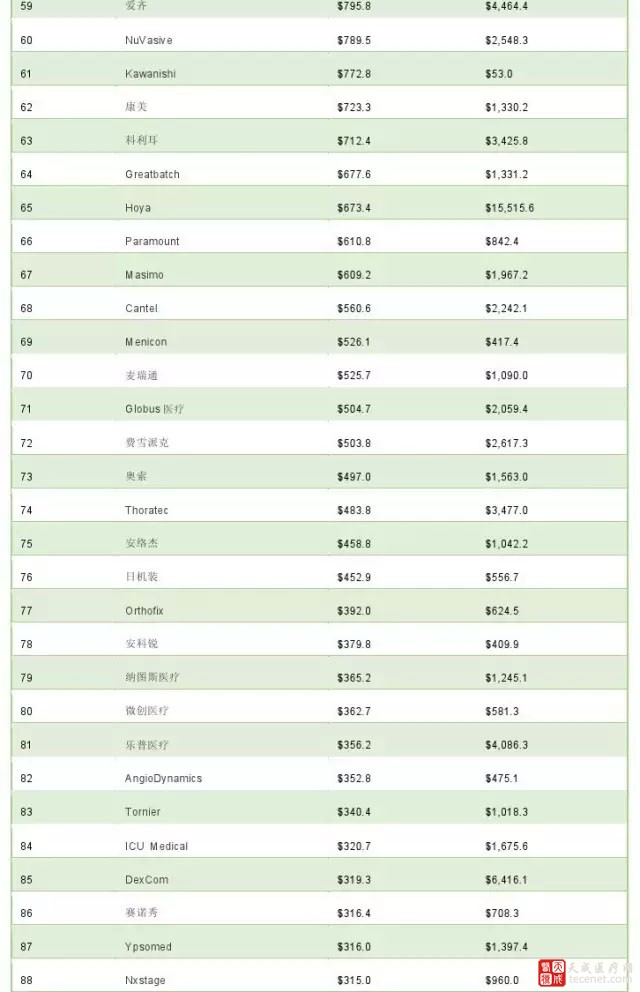 59 爱齐 $795.8 $4,464.4
60 NuVasive $789.5 $2,548.3
61 Kawanishi $772.8 $53.0
62 康美 $723.3 $1,330.2
63 科利耳 $712.4 $3,425.8
64 Greatbatch $677.6 $1,331.2
65 Hoya $673.4 $15,515.6
66 Paramount $610.8 $842.4
67 Masimo $609.2 $1,967.2
68 Cantel $560.6 $2,242.1
69 Menicon $526.1 $417.4
70 麦瑞通 $525.7 $1,090.0
71 Globus 医疗 $504.7 $2,059.4
72 费雪派克 $503.8 $2,617.3
73 奥索 $497.0 $1,563.0
74 Thoratec $483.8 $3,477.0
75 安络杰 $458.8 $1,042.2
76 日机装 $452.9 $556.7
77 Orthofix $392.0 $624.5
78 安科锐 $379.8 $409.9
79 纳图斯医疗 $365.2 $1,245.1
80 微创医疗 $362.7 $581.3
81 乐普医疗 $356.2 $4,086.3
82 AngioDynamics $352.8 $475.1
83 Tornier $340.4 $1,018.3
84 ICU Medical $320.7 $1,675.6
85 DexCom $319.3 $6,416.1
86 赛诺秀 $316.4 $708.3
87 Ypsomed $316.0 $1,397.4
88 Nxstage $315.0 $960.0
天成医疗网
tecenet.com